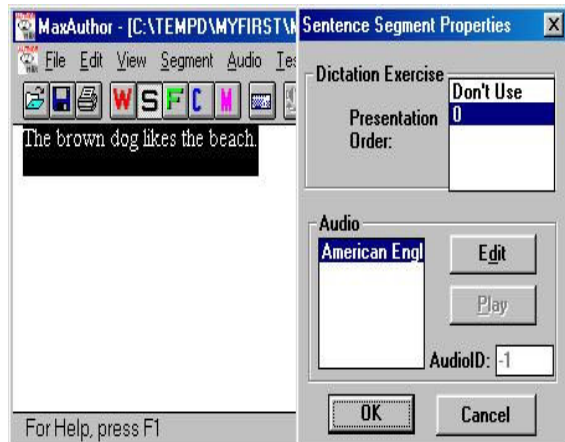 MaxAuthor - [C:\TEMPD\MYFIRST\
File Edit View Segment Audio
W S F C M
The brown dog likes the beach.
For Help, press F1
Sentence Segment Properties
Dictation Exercise
Presentation Order:
Don't Use
0
Audio
American Engl
Edit
Play
AudioID: -1
OK Cancel